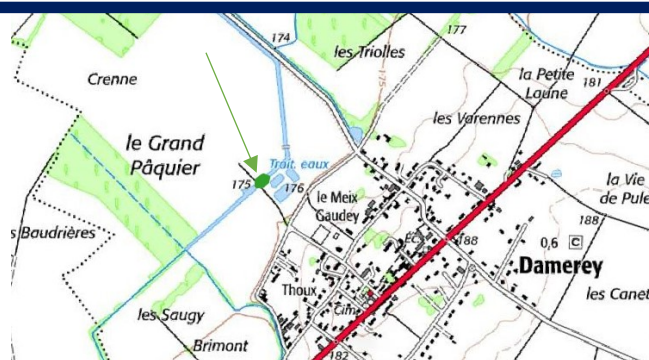 174
les Triolles
177
175
la Petite
Laune
181
Crenne
les Varennes
le Grand
Pâquier
Trait. eaux
175
176
le Meix
Gaudey
la Vie
de Pule
188
s Baudrières
188
0,6 C
Damerey
Thoux
Cim.
les Canet
les Saugy
Brimont
182